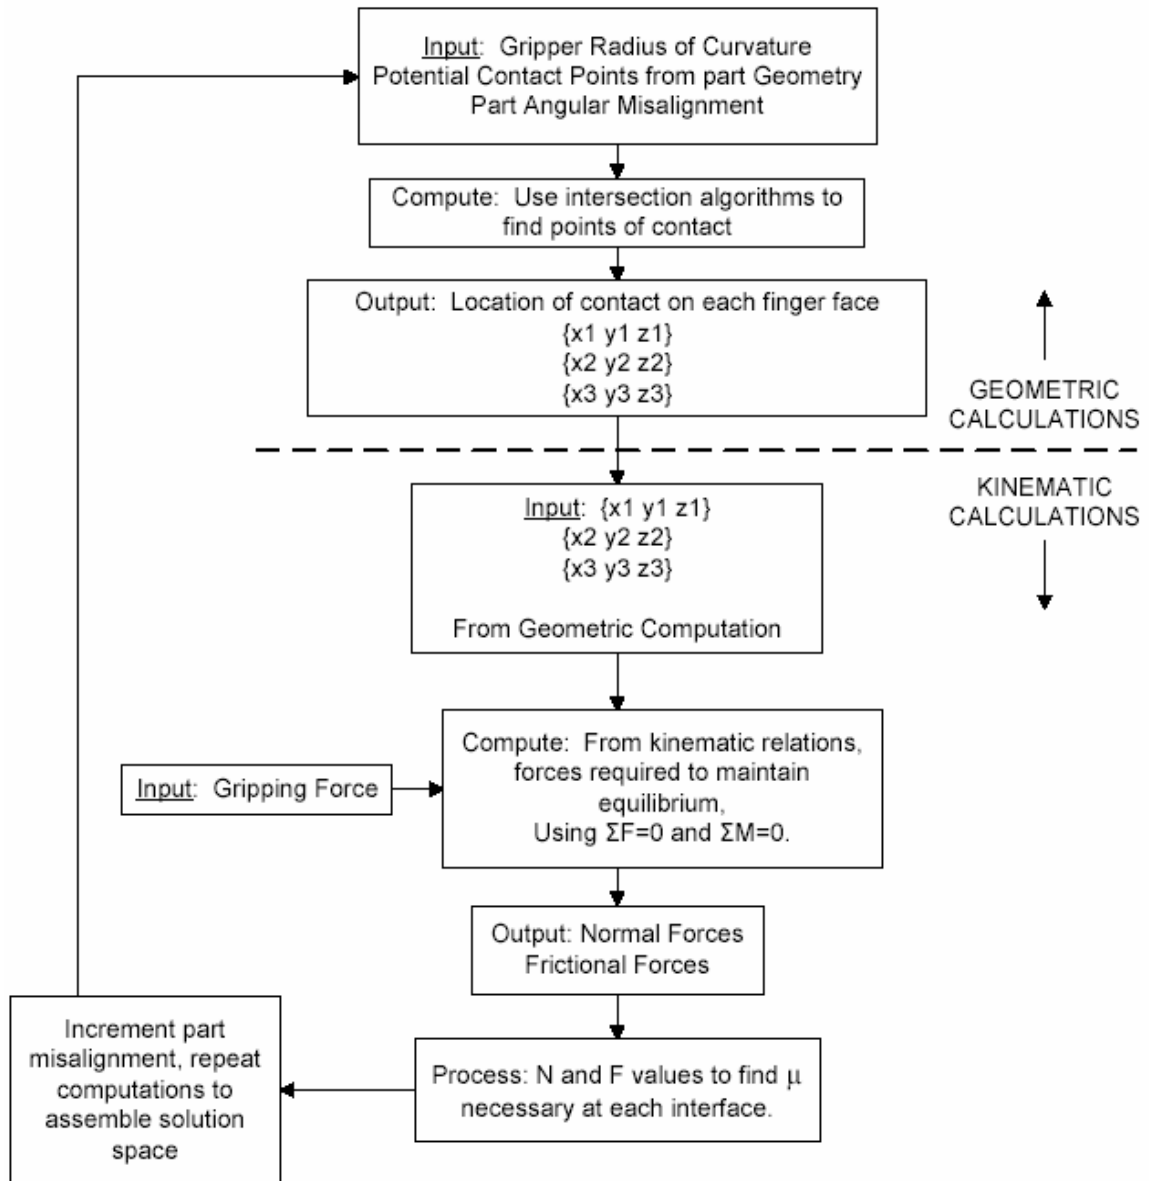 Input: Gripper Radius of Curvature
Potential Contact Points from part Geometry
Part Angular Misalignment
Compute: Use intersection algorithms to
find points of contact
Output: Location of contact on each finger face
{x1 y1 z1}
{x2 y2 z2}
{x3 y3 z3}
GEOMETRIC
CALCULATIONS
KINEMATIC
CALCULATIONS
Input: {x1 y1 z1}
{x2 y2 z2}
{x3 y3 z3}
From Geometric Computation
Compute: From kinematic relations,
forces required to maintain
equilibrium,
Using ΣF=0 and ΣM=0.
Input: Gripping Force
Output: Normal Forces
Frictional Forces
Process: N and F values to find μ
necessary at each interface.
Increment part
misalignment, repeat
computations to
assemble solution
space